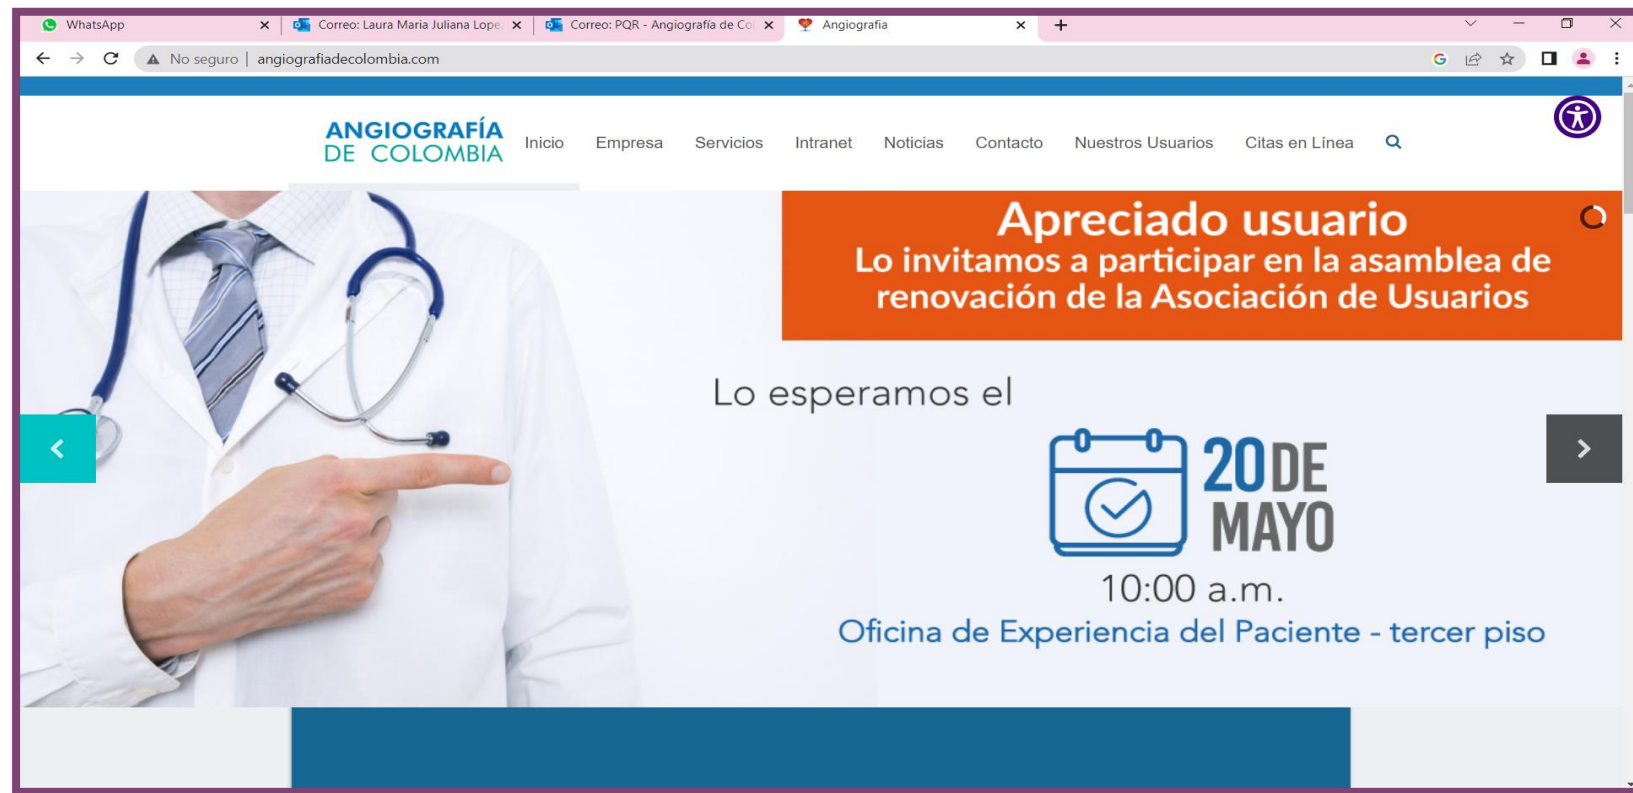 WhatsApp
Correo: Laura Maria Juliana Lope
Correo: PQR - Angiografía de Co
Angiografia
No seguro
angiografiadecolombia.com
ANGIOGRAFÍA
DE COLOMBIA
Inicio
Empresa
Servicios
Intranet
Noticias
Contacto
Nuestros Usuarios
Citas en Línea
Apreciado usuario
Lo invitamos a participar en la asamblea de
renovación de la Asociación de Usuarios
Lo esperamos el
20 DE
MAYO
10:00 a.m.
Oficina de Experiencia del Paciente - tercer piso